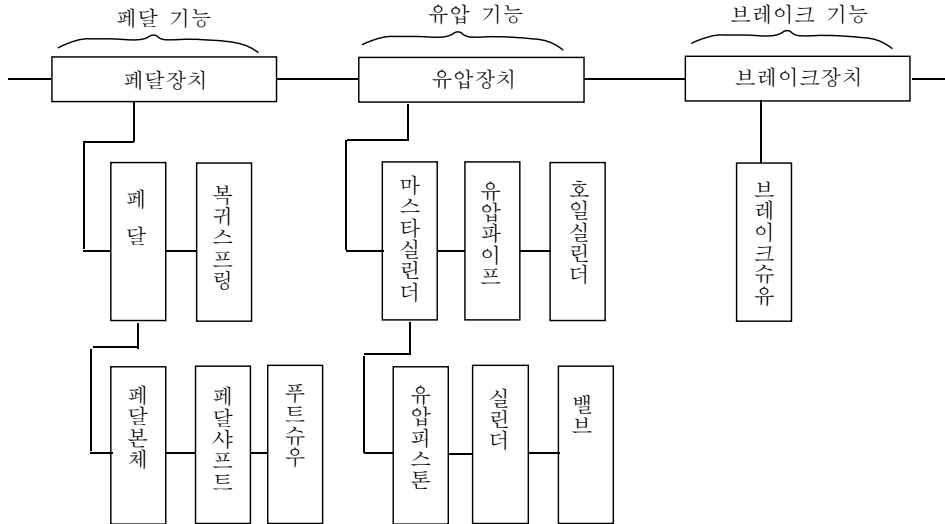 페달 기능
유압 기능
브레이크 기능
페달장치
유압장치
브레이크장치
페달
복귀스프링
마스타실린더
유압파이프
호일실린더
브레이크슈유
페달본체
페달샤프트
푸트슈우
유압피스톤
실린더
밸브